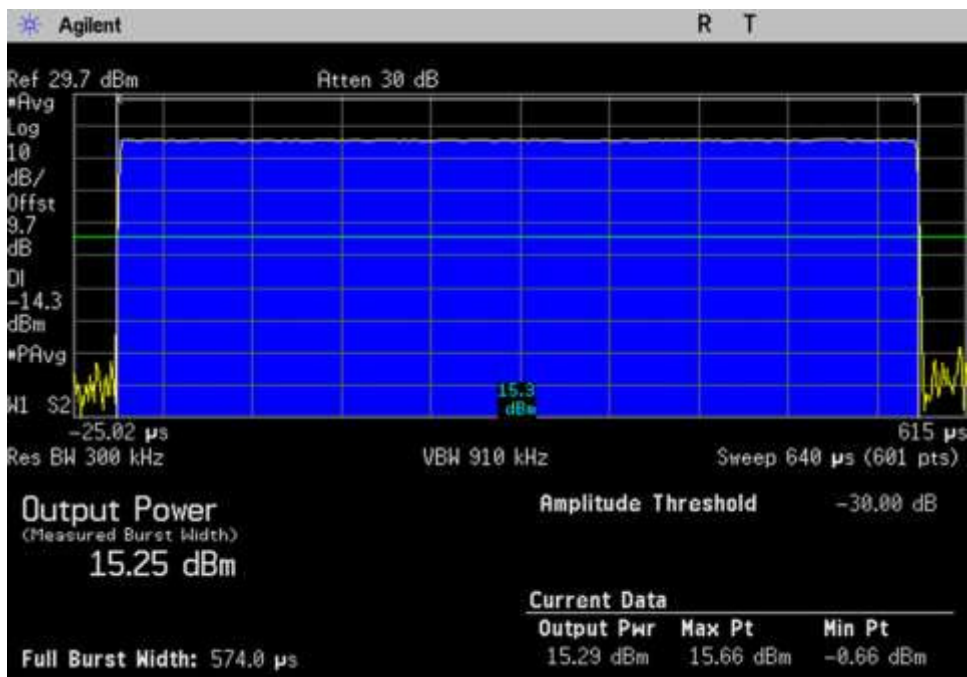 Agilent R T
Ref 29.7 dBm Atten 30 dB
#Avg
Log
10
dB/
Offst
9.7
dB
DI
-14.3
dBm
#PAvg
W1 S2
15.3
dBm
-25.02 µs 615 µs
Res BW 300 kHz VBW 910 kHz Sweep 640 µs (601 pts)
Output Power
(Measured Burst Width)
15.25 dBm
Amplitude Threshold -30.00 dB
Current Data
Output Pwr Max Pt Min Pt
15.29 dBm 15.66 dBm -0.66 dBm
Full Burst Width: 574.0 µs